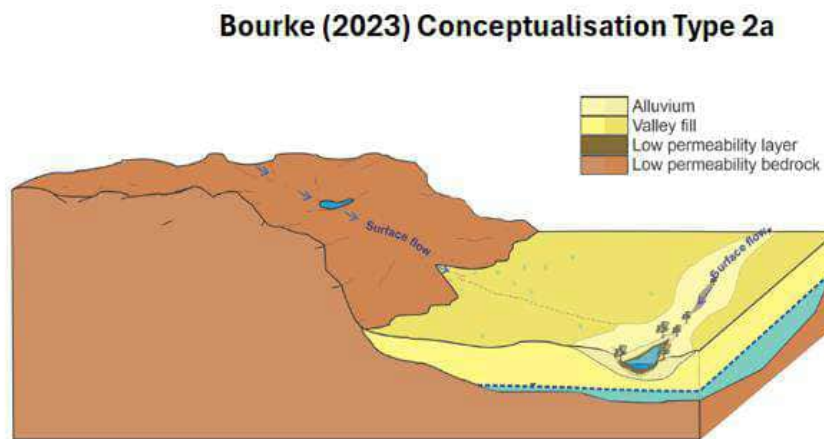 Bourke (2023) Conceptualisation Type 2a
Alluvium
Valley fill
Low permeability layer
Low permeability bedrock
Surface flow
Surface flow